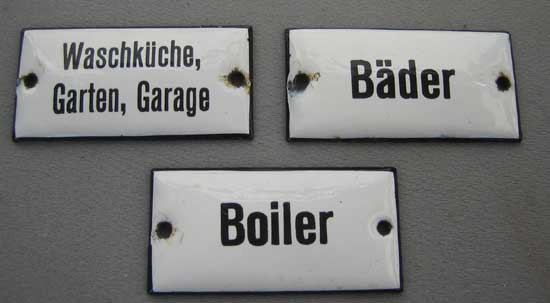 Waschküche,
Garten, Garage
Bäder
Boiler